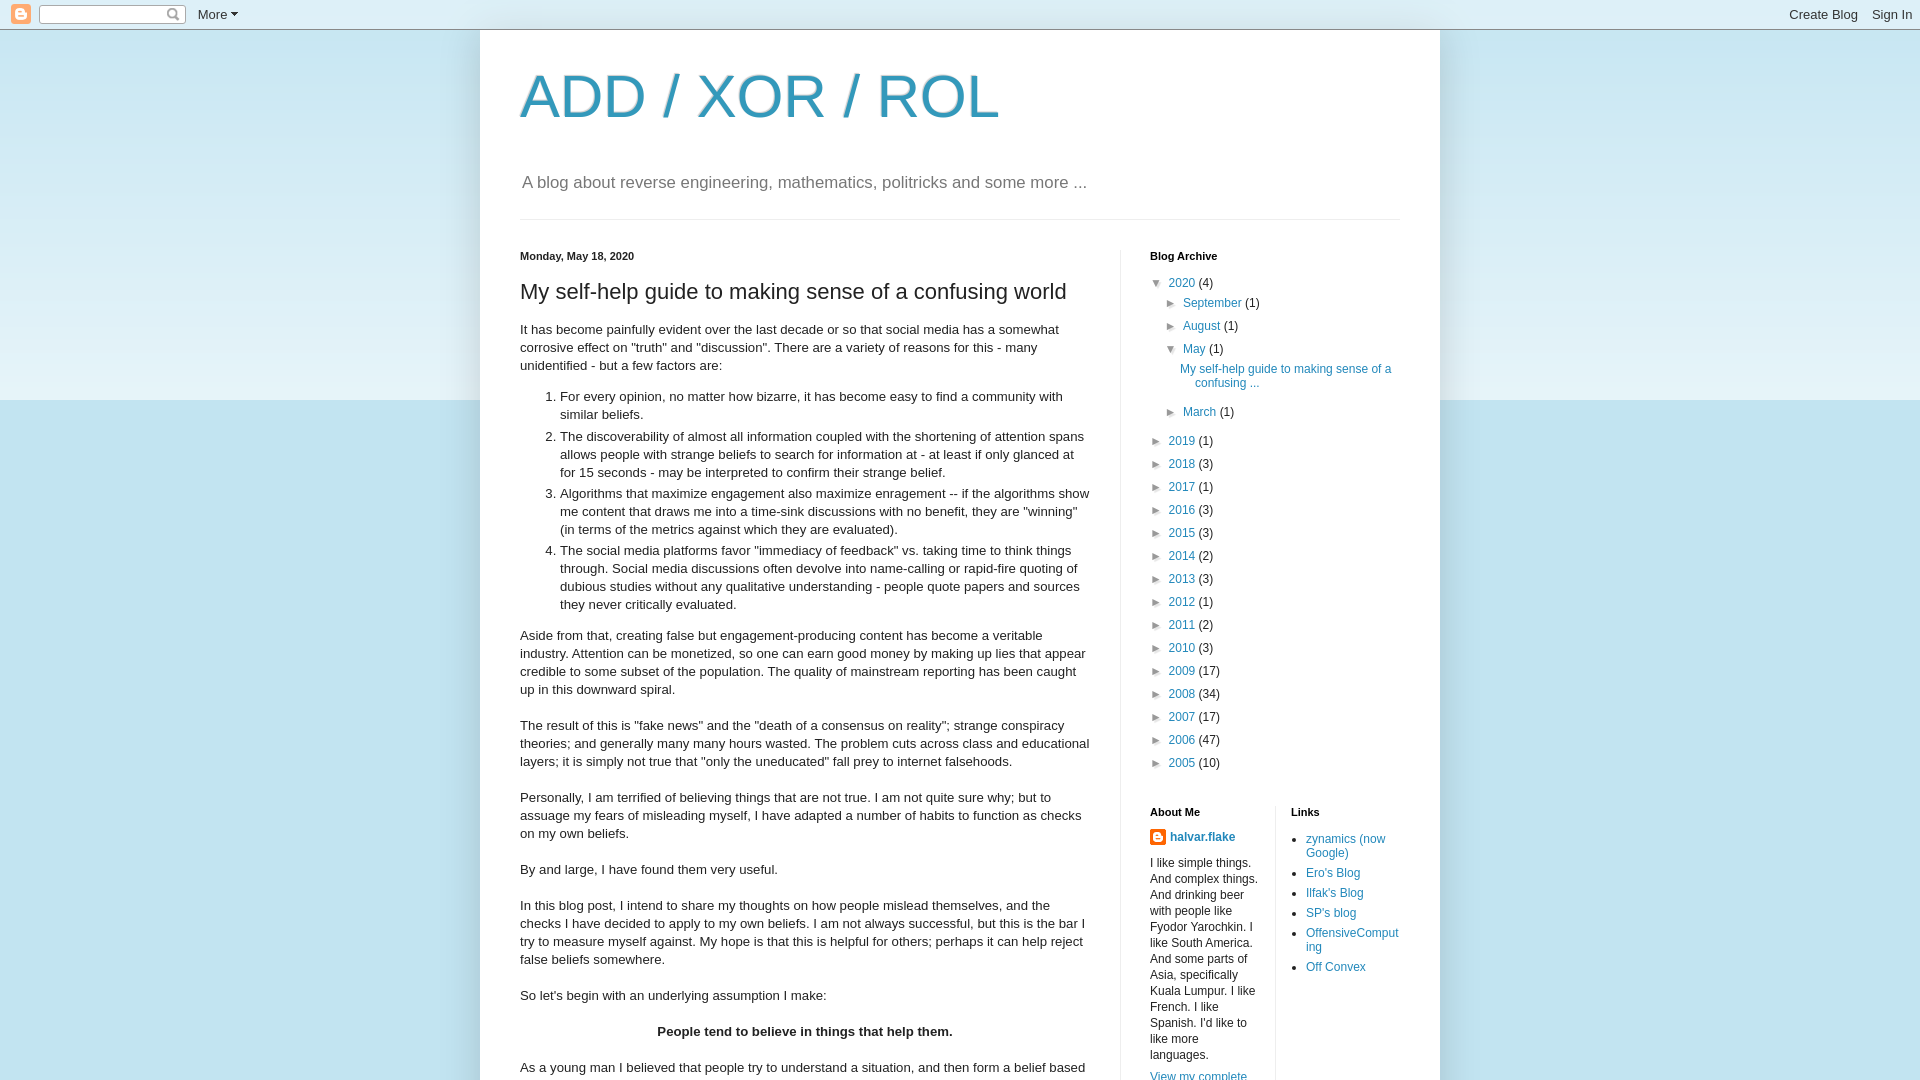 More
Create Blog
Sign In
ADD / XOR / ROL
A blog about reverse engineering, mathematics, politricks and some more ...
Monday, May 18, 2020
My self-help guide to making sense of a confusing world
It has become painfully evident over the last decade or so that social media has a somewhat
corrosive effect on "truth" and "discussion". There are a variety of reasons for this - many
unidentified - but a few factors are:
1. For every opinion, no matter how bizarre, it has become easy to find a community with
similar beliefs.
2. The discoverability of almost all information coupled with the shortening of attention spans
allows people with strange beliefs to search for information at - at least if only glanced at
for 15 seconds - may be interpreted to confirm their strange belief.
3. Algorithms that maximize engagement also maximize enragement -- if the algorithms show
me content that draws me into a time-sink discussions with no benefit, they are "winning"
(in terms of the metrics against which they are evaluated).
4. The social media platforms favor "immediacy of feedback" vs. taking time to think things
through. Social media discussions often devolve into name-calling or rapid-fire quoting of
dubious studies without any qualitative understanding - people quote papers and sources
they never critically evaluated.
Aside from that, creating false but engagement-producing content has become a veritable
industry. Attention can be monetized, so one can earn good money by making up lies that appear
credible to some subset of the population. The quality of mainstream reporting has been caught
up in this downward spiral.
The result of this is "fake news" and the "death of a consensus on reality"; strange conspiracy
theories; and generally many many hours wasted. The problem cuts across class and educational
layers; it is simply not true that "only the uneducated" fall prey to internet falsehoods.
Personally, I am terrified of believing things that are not true. I am not quite sure why; but to
assuage my fears of misleading myself, I have adapted a number of habits to function as checks
on my own beliefs.
By and large, I have found them very useful.
In this blog post, I intend to share my thoughts on how people mislead themselves, and the
checks I have decided to apply to my own beliefs. I am not always successful, but this is the bar I
try to measure myself against. My hope is that this is helpful for others; perhaps it can help reject
false beliefs somewhere.
So let's begin with an underlying assumption I make:
People tend to believe in things that help them.
As a young man I believed that people try to understand a situation, and then form a belief based
Blog Archive
▼ 2020 (4)
► September (1)
► August (1)
▼ May (1)
My self-help guide to making sense of a
confusing ...
► March (1)
► 2019 (1)
► 2018 (3)
► 2017 (1)
► 2016 (3)
► 2015 (3)
► 2014 (2)
► 2013 (3)
► 2012 (1)
► 2011 (2)
► 2010 (3)
► 2009 (17)
► 2008 (34)
► 2007 (17)
► 2006 (47)
► 2005 (10)
About Me
halvar.flake
I like simple things.
And complex things.
And drinking beer
with people like
Fyodor Yarochkin. I
like South America.
And some parts of
Asia, specifically
Kuala Lumpur. I like
French. I like
Spanish. I'd like to
like more
languages.
View my complete
Links
• zynamics (now
Google)
• Ero's Blog
• Ilfak's Blog
• SP's blog
• OffensiveComput
ing
• Off Convex